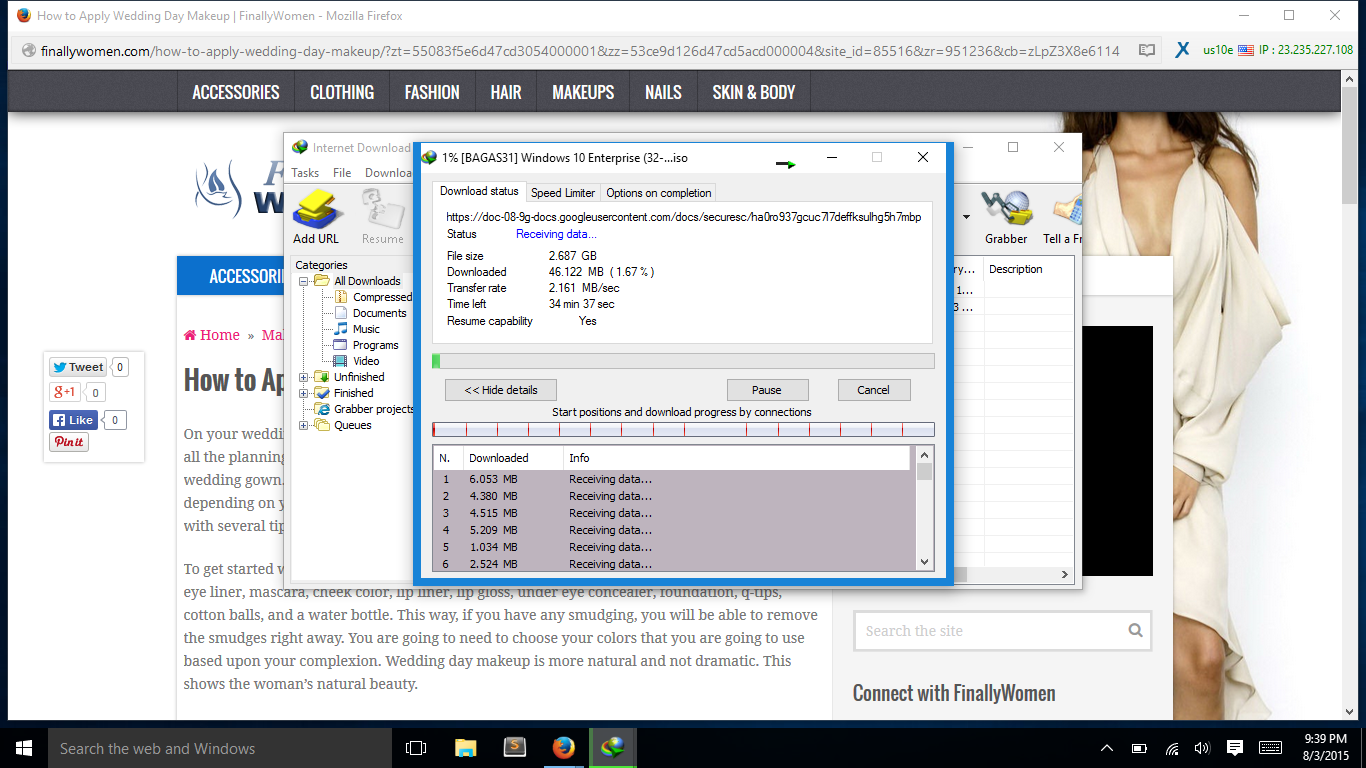 How to Apply Wedding Day Makeup | FinallyWomen - Mozilla Firefox
finallywomen.com/how-to-apply-wedding-day-makeup/?zt=55083f5e6d47cd3054000001&zz=53ce9d126d47cd5acd000004&site_id=85516&zr=951236&cb=zLpZ3X8e6114
us10e IP : 23.235.227.108
ACCESSORIES CLOTHING FASHION HAIR MAKEUPS NAILS SKIN & BODY
Internet Download
Tasks File Downloa
Add URL Resume
Grabber Tell a Fr
Categories
All Downloads
Compressed
Documents
Music
Programs
Video
Unfinished
Finished
Grabber projects
Queues
ry... Description
1...
3 ...
1% [BAGAS31] Windows 10 Enterprise (32-...iso
Download status Speed Limiter Options on completion
https://doc-08-9g-docs.googleusercontent.com/docs/securesc/ha0ro937gcuc7l7deffksulhg5h7mbp
Status Receiving data...
File size 2.687 GB
Downloaded 46.122 MB ( 1.67 % )
Transfer rate 2.161 MB/sec
Time left 34 min 37 sec
Resume capability Yes
<< Hide details Pause Cancel
Start positions and download progress by connections
N. Downloaded Info
1 6.053 MB Receiving data...
2 4.380 MB Receiving data...
3 4.515 MB Receiving data...
4 5.209 MB Receiving data...
5 1.034 MB Receiving data...
6 2.524 MB Receiving data...
F
W
ACCESSORI
Home » Ma
Tweet 0
g+1 0
Like 0
Pin it
How to Ap
On your weddi
all the planning
wedding gown.
depending on y
with several tip
To get started w
eye liner, mascara, cheek color, lip liner, lip gloss, under eye concealer, foundation, q-tips,
cotton balls, and a water bottle. This way, if you have any smudging, you will be able to remove
the smudges right away. You are going to need to choose your colors that you are going to use
based upon your complexion. Wedding day makeup is more natural and not dramatic. This
shows the woman's natural beauty.
Search the site
Connect with FinallyWomen
Search the web and Windows
9:39 PM
8/3/2015